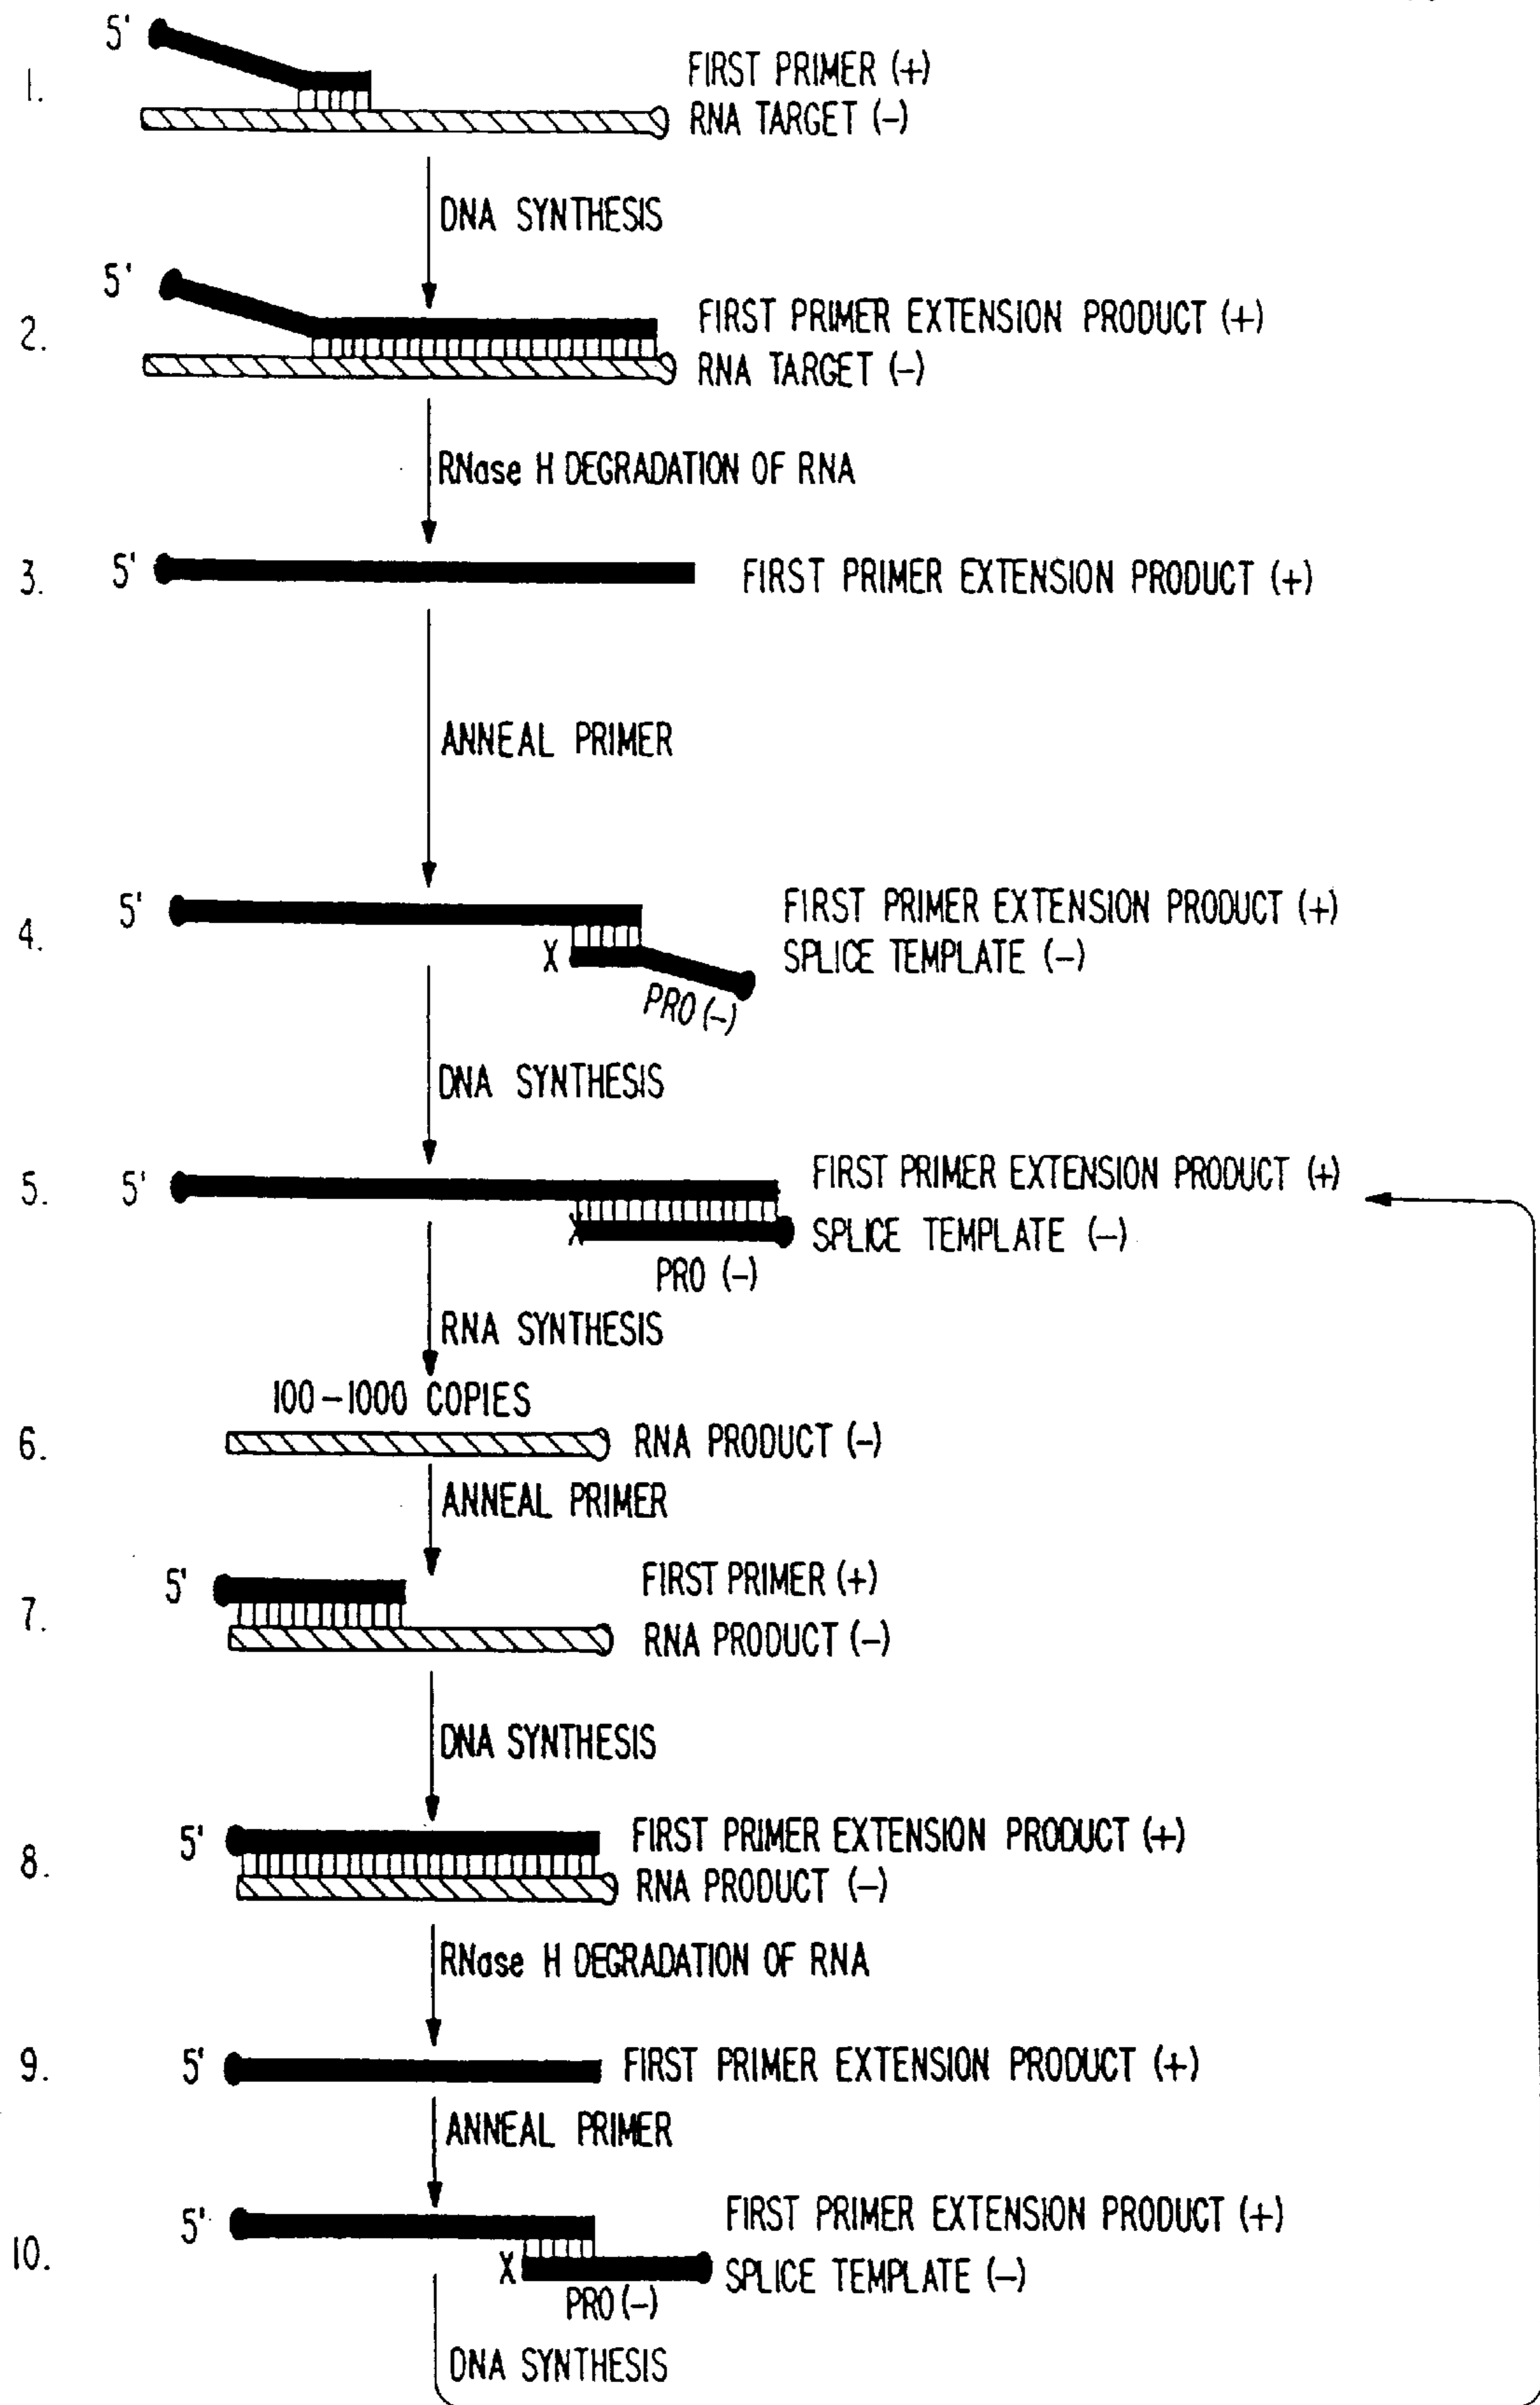 5'
1.
FIRST PRIMER (+)
RNA TARGET (-)
DNA SYNTHESIS
5'
2.
FIRST PRIMER EXTENSION PRODUCT (+)
RNA TARGET (-)
RNase H DEGRADATION OF RNA
3.
5'
FIRST PRIMER EXTENSION PRODUCT (+)
ANNEAL PRIMER
4.
5'
FIRST PRIMER EXTENSION PRODUCT (+)
X
SPLICE TEMPLATE (-)
PRO (-)
DNA SYNTHESIS
5.
5'
FIRST PRIMER EXTENSION PRODUCT (+)
X
SPLICE TEMPLATE (-)
PRO (-)
RNA SYNTHESIS
100-1000 COPIES
6.
RNA PRODUCT (-)
ANNEAL PRIMER
5'
7.
FIRST PRIMER (+)
RNA PRODUCT (-)
DNA SYNTHESIS
5'
8.
FIRST PRIMER EXTENSION PRODUCT (+)
RNA PRODUCT (-)
RNase H DEGRADATION OF RNA
9.
5'
FIRST PRIMER EXTENSION PRODUCT (+)
ANNEAL PRIMER
5'
10.
FIRST PRIMER EXTENSION PRODUCT (+)
X
SPLICE TEMPLATE (-)
PRO (-)
DNA SYNTHESIS